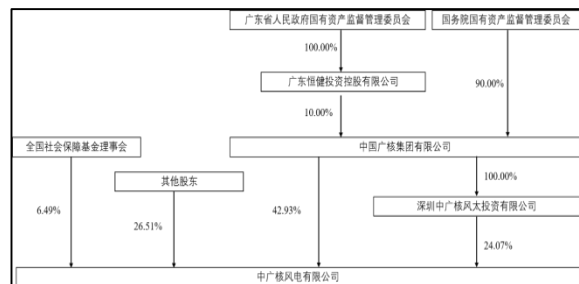 广东省人民政府国有资产监督管理委员会
国务院国有资产监督管理委员会
100.00%
广东恒健投资控股有限公司
90.00%
10.00%
全国社会保障基金理事会
中国广核集团有限公司
其他股东
100.00%
6.49%
42.93%
深圳中广核风太投资有限公司
26.51%
24.07%
中广核风电有限公司